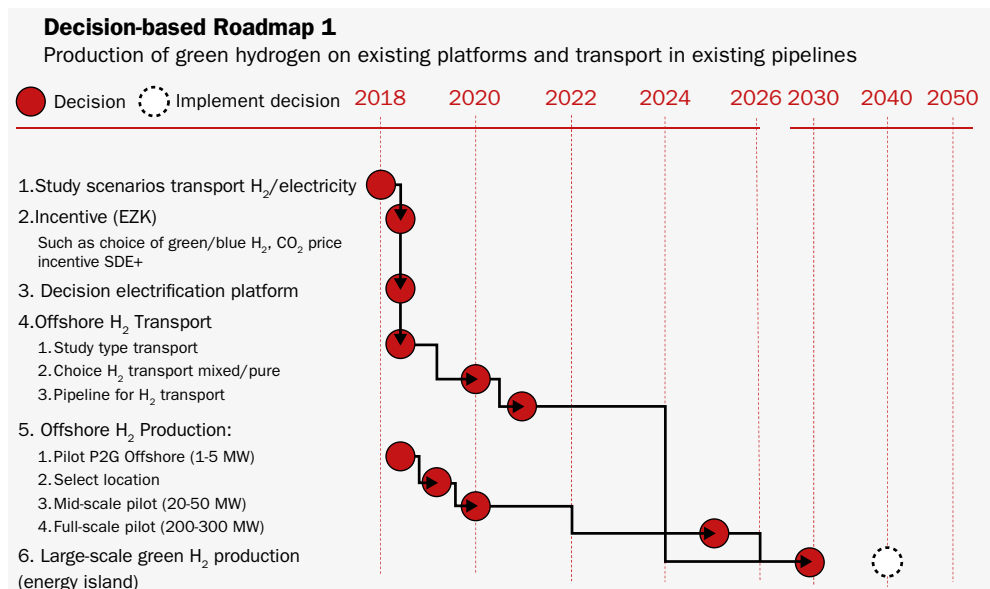 Decision-based Roadmap 1
Production of green hydrogen on existing platforms and transport in existing pipelines
Decision
Implement decision
2018 2020 2022 2024 2026 2030 2040 2050
1.Study scenarios transport H₂/electricity
2.Incentive (EZK)
Such as choice of green/blue H₂, CO₂ price
incentive SDE+
3. Decision electrification platform
4.Offshore H₂ Transport
1.Study type transport
2.Choice H₂ transport mixed/pure
3.Pipeline for H₂ transport
5. Offshore H₂ Production:
1.Pilot P2G Offshore (1-5 MW)
2.Select location
3.Mid-scale pilot (20-50 MW)
4.Full-scale pilot (200-300 MW)
6. Large-scale green H₂ production
(energy island)